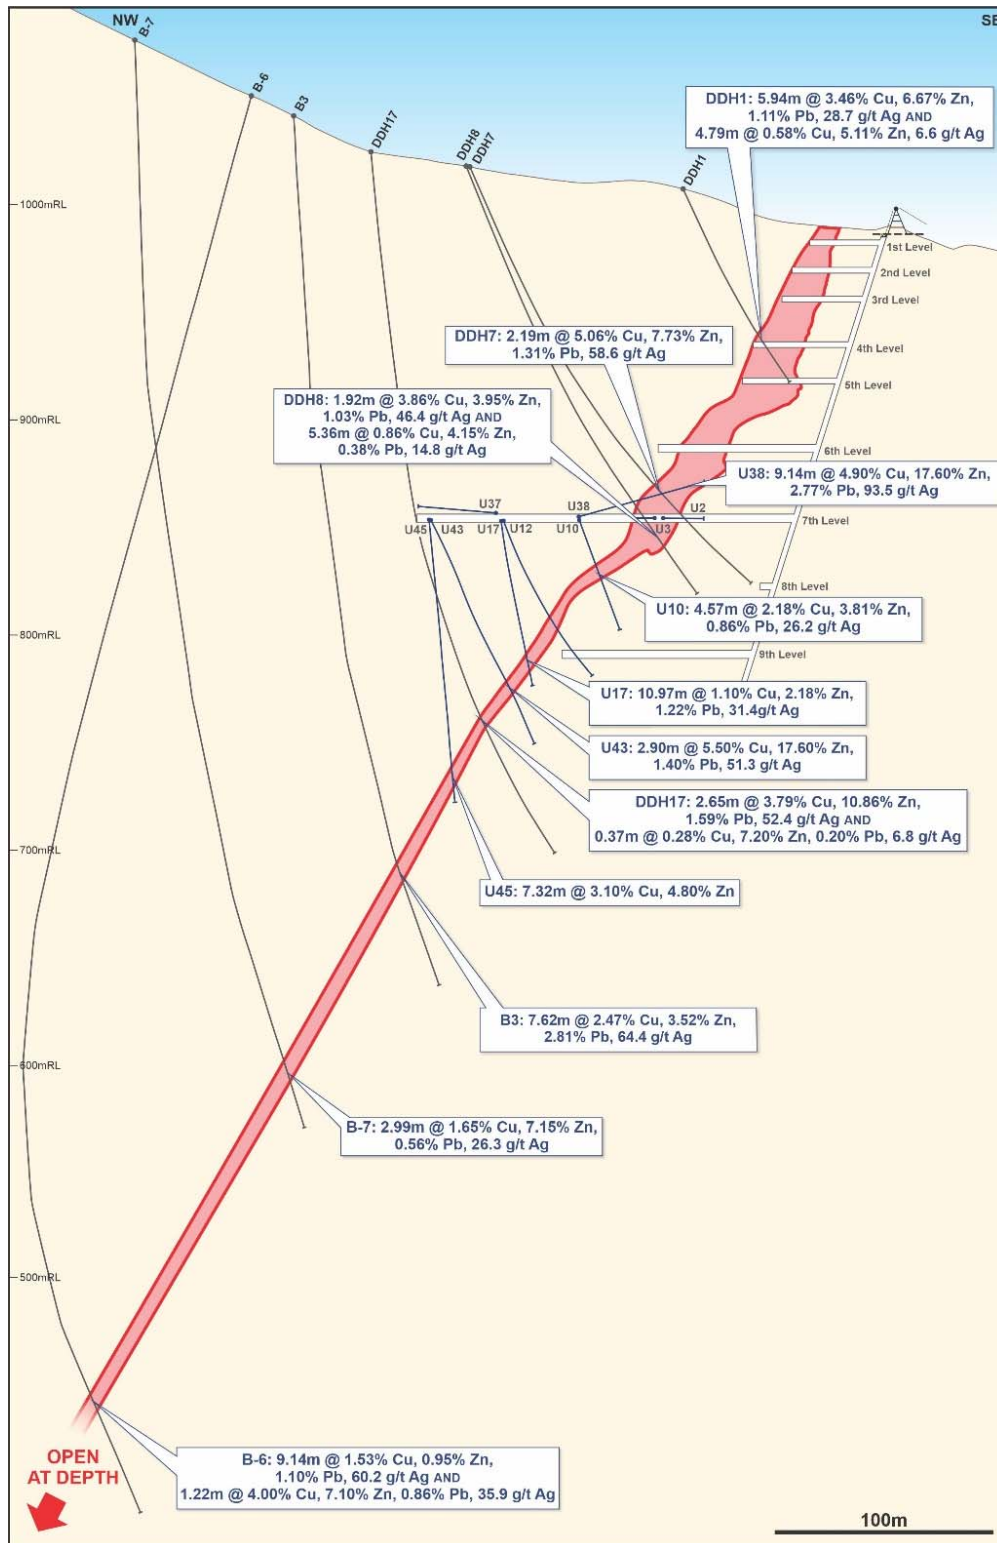 NW
SE
B-7
B-6
B3
DDH17
DDH8
DDH7
DDH1
DDH1: 5.94m @ 3.46% Cu, 6.67% Zn,
1.11% Pb, 28.7 g/t Ag AND
4.79m @ 0.58% Cu, 5.11% Zn, 6.6 g/t Ag
1000mRL
1st Level
2nd Level
3rd Level
4th Level
5th Level
DDH7: 2.19m @ 5.06% Cu, 7.73% Zn,
1.31% Pb, 58.6 g/t Ag
DDH8: 1.92m @ 3.86% Cu, 3.95% Zn,
1.03% Pb, 46.4 g/t Ag AND
5.36m @ 0.86% Cu, 4.15% Zn,
0.38% Pb, 14.8 g/t Ag
900mRL
6th Level
U38: 9.14m @ 4.90% Cu, 17.60% Zn,
2.77% Pb, 93.5 g/t Ag
U37
U38
U2
U45
U43
U17
U12
U10
U3
7th Level
8th Level
U10: 4.57m @ 2.18% Cu, 3.81% Zn,
0.86% Pb, 26.2 g/t Ag
800mRL
9th Level
U17: 10.97m @ 1.10% Cu, 2.18% Zn,
1.22% Pb, 31.4g/t Ag
U43: 2.90m @ 5.50% Cu, 17.60% Zn,
1.40% Pb, 51.3 g/t Ag
DDH17: 2.65m @ 3.79% Cu, 10.86% Zn,
1.59% Pb, 52.4 g/t Ag AND
0.37m @ 0.28% Cu, 7.20% Zn, 0.20% Pb, 6.8 g/t Ag
700mRL
U45: 7.32m @ 3.10% Cu, 4.80% Zn
B3: 7.62m @ 2.47% Cu, 3.52% Zn,
2.81% Pb, 64.4 g/t Ag
600mRL
B-7: 2.99m @ 1.65% Cu, 7.15% Zn,
0.56% Pb, 26.3 g/t Ag
500mRL
OPEN
AT DEPTH
B-6: 9.14m @ 1.53% Cu, 0.95% Zn,
1.10% Pb, 60.2 g/t Ag AND
1.22m @ 4.00% Cu, 7.10% Zn, 0.86% Pb, 35.9 g/t Ag
100m